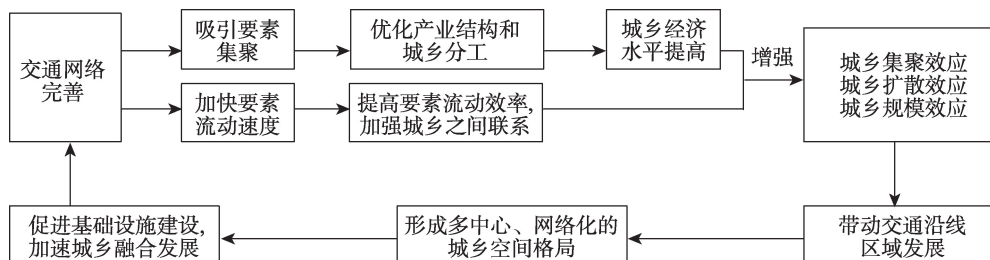 交通网络
完善
吸引要素
集聚
优化产业结构和
城乡分工
城乡经济
水平提高
加快要素
流动速度
提高要素流动效率,
加强城乡之间联系
增强
城乡集聚效应
城乡扩散效应
城乡规模效应
带动交通沿线
区域发展
形成多中心、网络化的
城乡空间格局
促进基础设施建设,
加速城乡融合发展